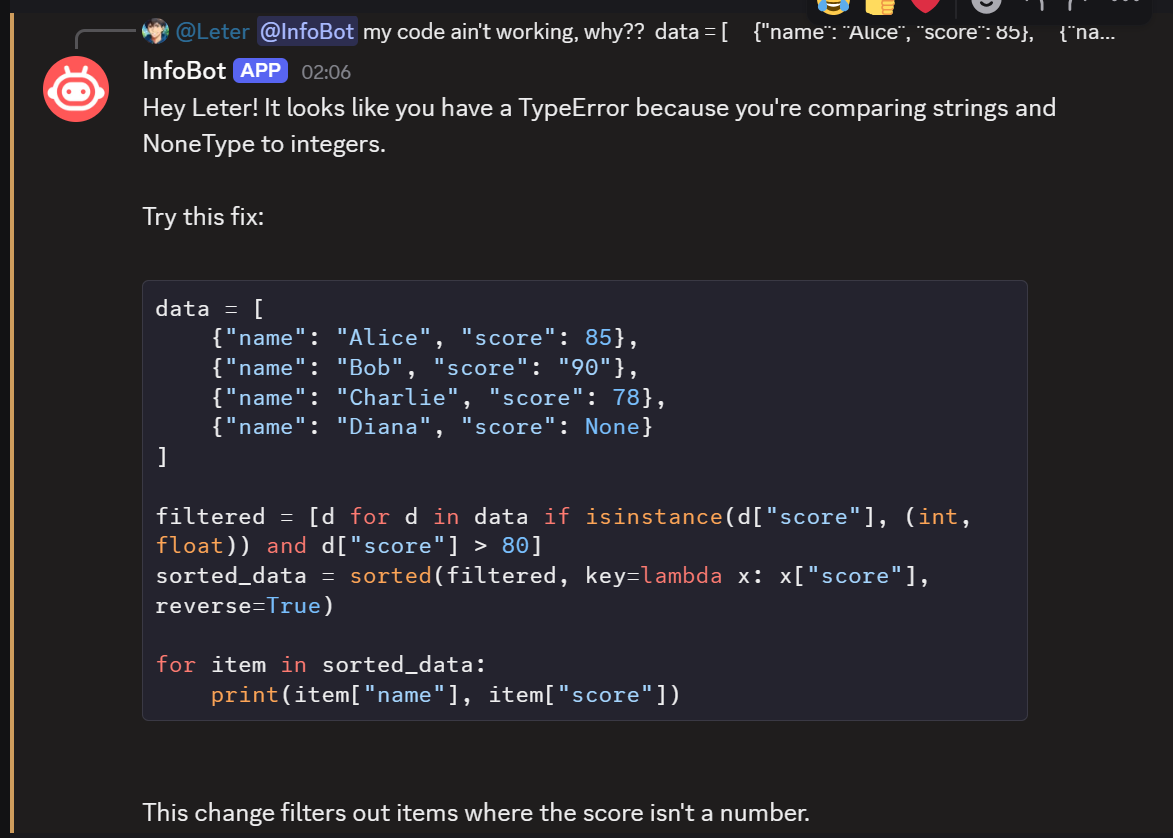 @Leter @InfoBot my code ain't working, why?? data = [ {"name": "Alice", "score": 85}, {"na...
InfoBot APP 02:06
Hey Leter! It looks like you have a TypeError because you're comparing strings and
NoneType to integers.
Try this fix:
data = [
    {"name": "Alice", "score": 85},
    {"name": "Bob", "score": "90"},
    {"name": "Charlie", "score": 78},
    {"name": "Diana", "score": None}
]
filtered = [d for d in data if isinstance(d["score"], (int,
float)) and d["score"] > 80]
sorted_data = sorted(filtered, key=lambda x: x["score"],
reverse=True)
for item in sorted_data:
    print(item["name"], item["score"])
This change filters out items where the score isn't a number.